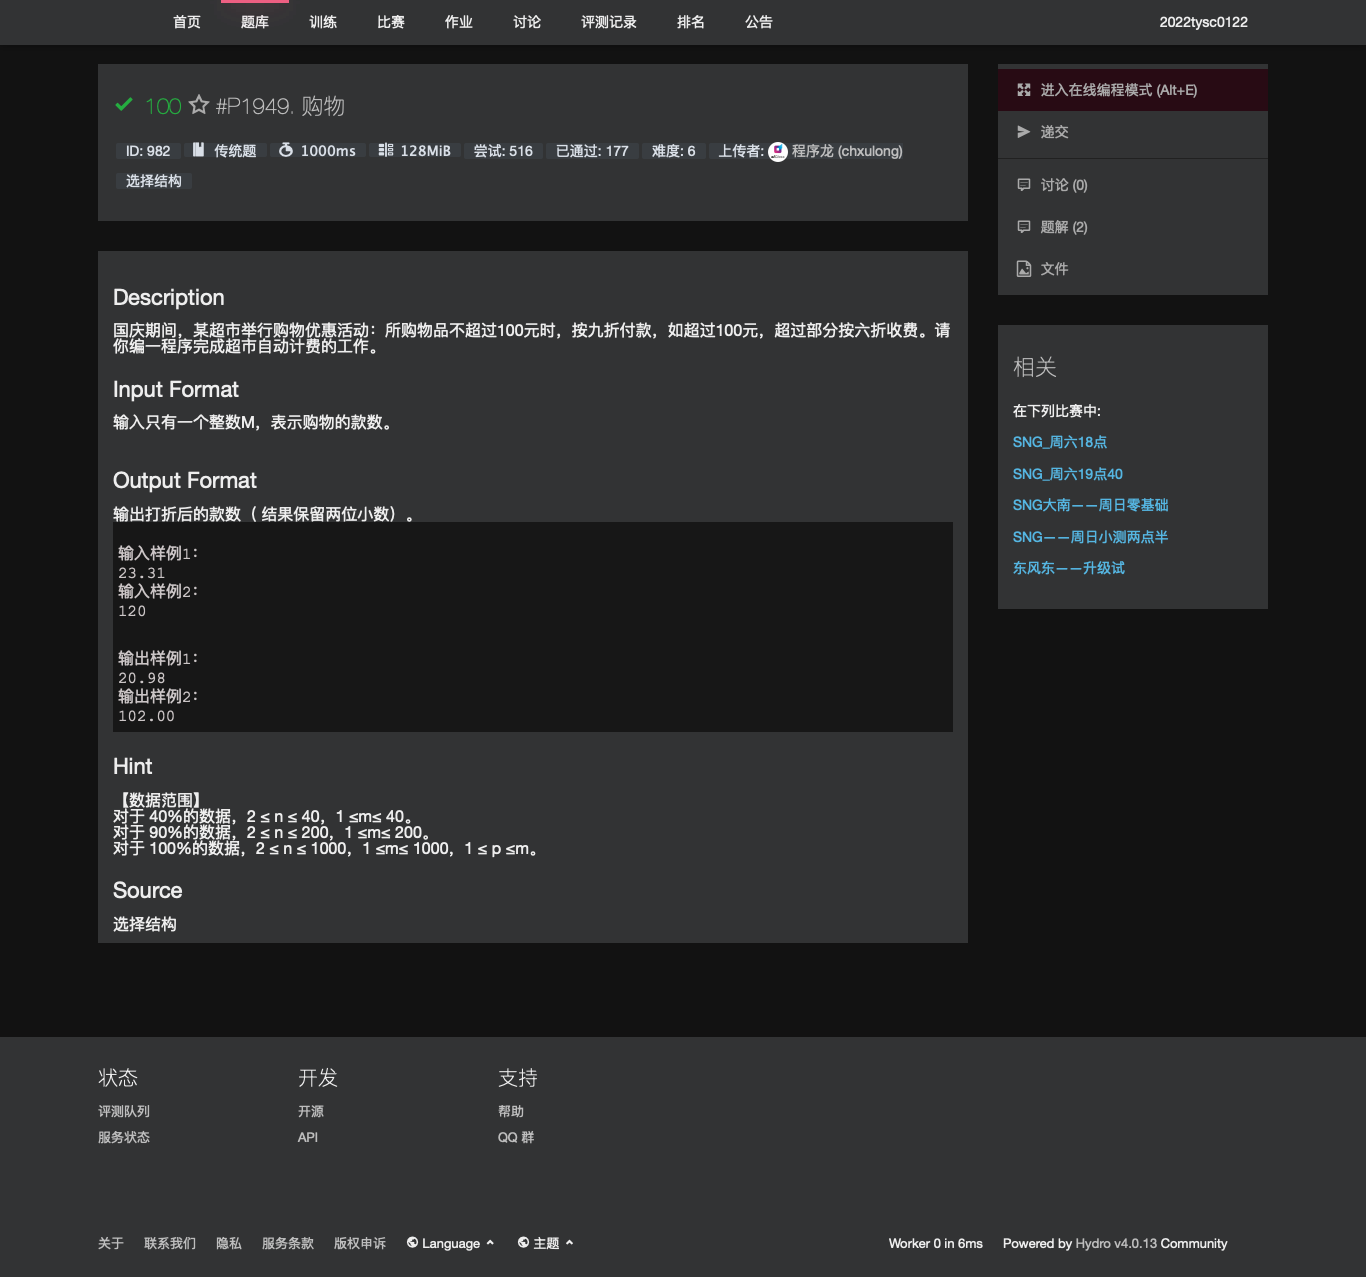 首页 题库 训练 比赛 作业 讨论 评测记录 排名 公告 2022tysc0122
100 #P1949. 购物
ID: 982 传统题 1000ms 128MiB 尝试: 516 已通过: 177 难度: 6 上传者: 程序龙 (chxulong)
选择结构
Description
国庆期间，某超市举行购物优惠活动：所购物品不超过100元时，按九折付款，如超过100元，超过部分按六折收费。请
你编一程序完成超市自动计费的工作。
Input Format
输入只有一个整数M，表示购物的款数。
Output Format
输出打折后的款数（ 结果保留两位小数）。
输入样例1：
23.31
输入样例2：
120
输出样例1：
20.98
输出样例2：
102.00
Hint
【数据范围】
对于 40%的数据，2 ≤ n ≤ 40，1 ≤m≤ 40。
对于 90%的数据，2 ≤ n ≤ 200，1 ≤m≤ 200。
对于 100%的数据，2 ≤ n ≤ 1000，1 ≤m≤ 1000，1 ≤ p ≤m。
Source
选择结构
进入在线编程模式 (Alt+E)
递交
讨论 (0)
题解 (2)
文件
相关
在下列比赛中:
SNG_周六18点
SNG_周六19点40
SNG大南——周日零基础
SNG——周日小测两点半
东风东——升级试
状态 开发 支持
评测队列 开源 帮助
服务状态 API QQ 群
关于 联系我们 隐私 服务条款 版权申诉 Language 主题 Worker 0 in 6ms Powered by Hydro v4.0.13 Community